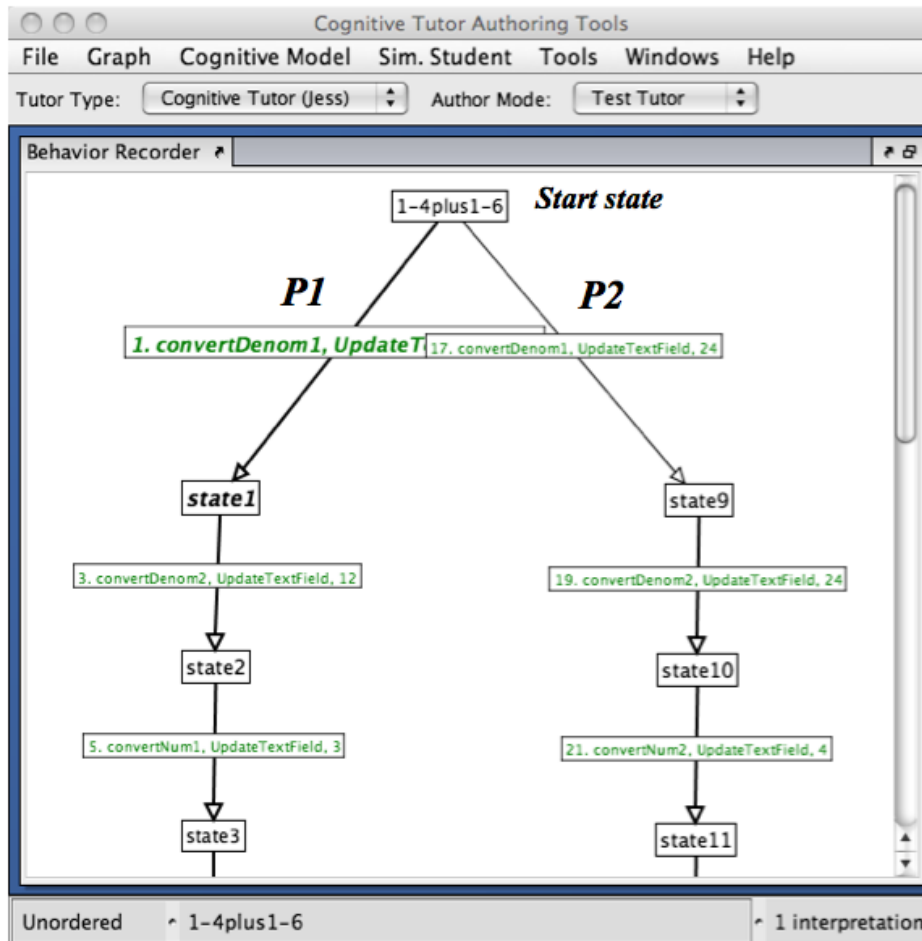 Cognitive Tutor Authoring Tools
File Graph Cognitive Model Sim. Student Tools Windows Help
Tutor Type: Cognitive Tutor (Jess) Author Mode: Test Tutor
Behavior Recorder
1-4plus1-6 Start state
P1 P2
1. convertDenom1, 17. convertDenom1, UpdateTextField, 24
state1 state9
3. convertDenom2, UpdateTextField, 12 19. convertDenom2, UpdateTextField, 24
state2 state10
5. convertNum1, UpdateTextField, 3 21. convertNum2, UpdateTextField, 4
state3 state11
Unordered 1-4plus1-6 1 interpretation